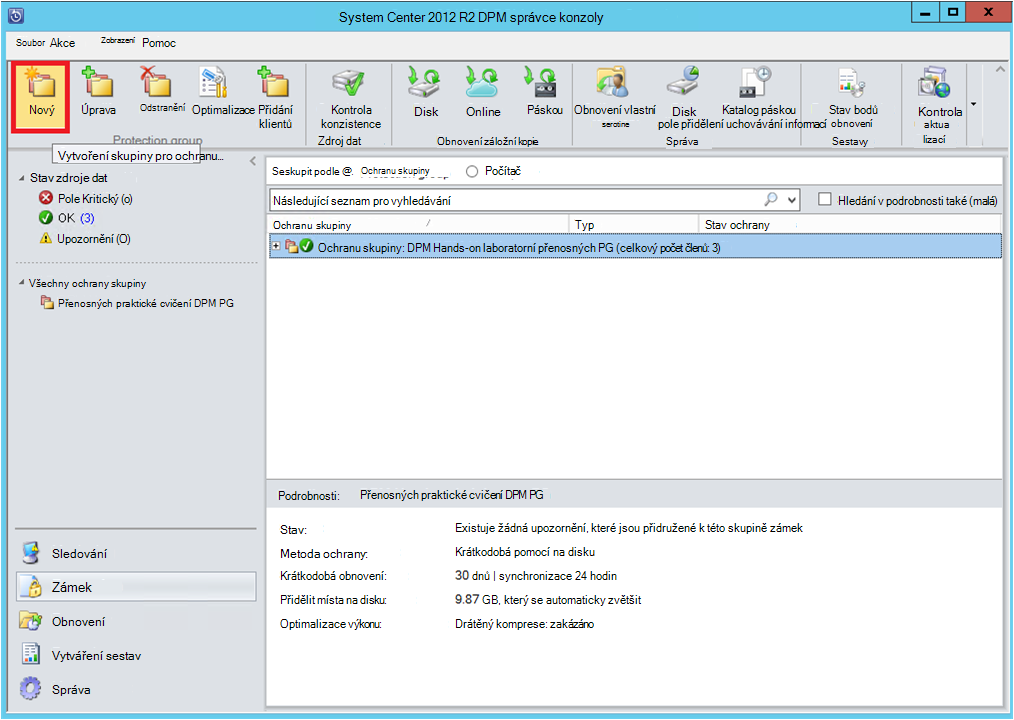 System Center 2012 R2 DPM správce konzoly
Soubor Akce Zobrazení Pomoc
Nový Úprava Odstranění Optimalizace Přidání klientů
Protection group
Kontrola konzistence
Zdroj dat
Disk Online Páskou
Obnovení záložní kopie
Obnovení vlastní serotine
Disk Katalog páskou
pole přidělení uchovávání informací
Správa
Stav bodů obnovení
Sestavy
Kontrola aktua lizací
Vytvoření skupiny pro ochranu...
Stav zdroje dat
Pole Kritický (o)
OK (3)
Upozornění (O)
Všechny ochrany skupiny
Přenosných praktické cvičení DPM PG
Seskupit podle @. Ochranu skupiny Počítač
Následující seznam pro vyhledávání
Hledání v podrobnosti také (malá)
Ochranu skupiny / Typ Stav ochrany
Ochranu skupiny: DPM Hands-on laboratorní přenosných PG (celkový počet členů: 3)
Podrobnosti: Přenosných praktické cvičení DPM PG
Stav: Existuje žádná upozornění, které jsou přidružené k této skupině zámek
Metoda ochrany: Krátkodobá pomocí na disku
Krátkodobá obnovení: 30 dnů | synchronizace 24 hodin
Přidělit místa na disku: 9.87 GB, který se automaticky zvětšit
Optimalizace výkonu: Drátěný komprese: zakázáno
Sledování
Zámek
Obnovení
Vytváření sestav
Správa